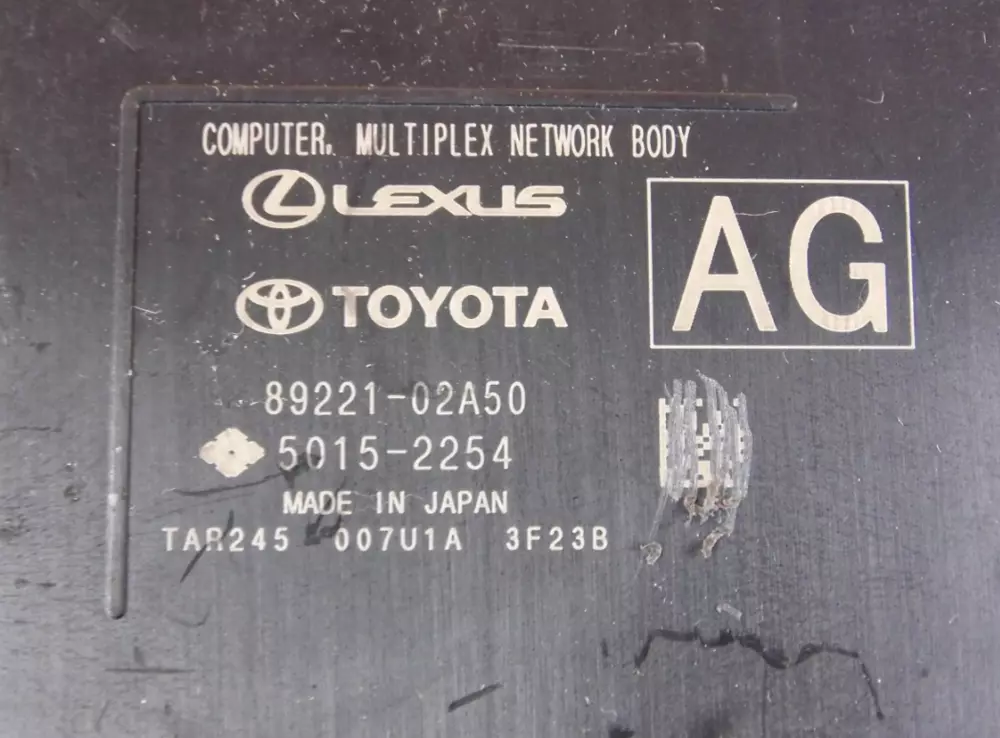 COMPUTER, MULTIPLEX NETWORK BODY
LEXUS
AG
TOYOTA
89221-02A50
5015-2254
MADE IN JAPAN
TAR245 007U1A 3F23B